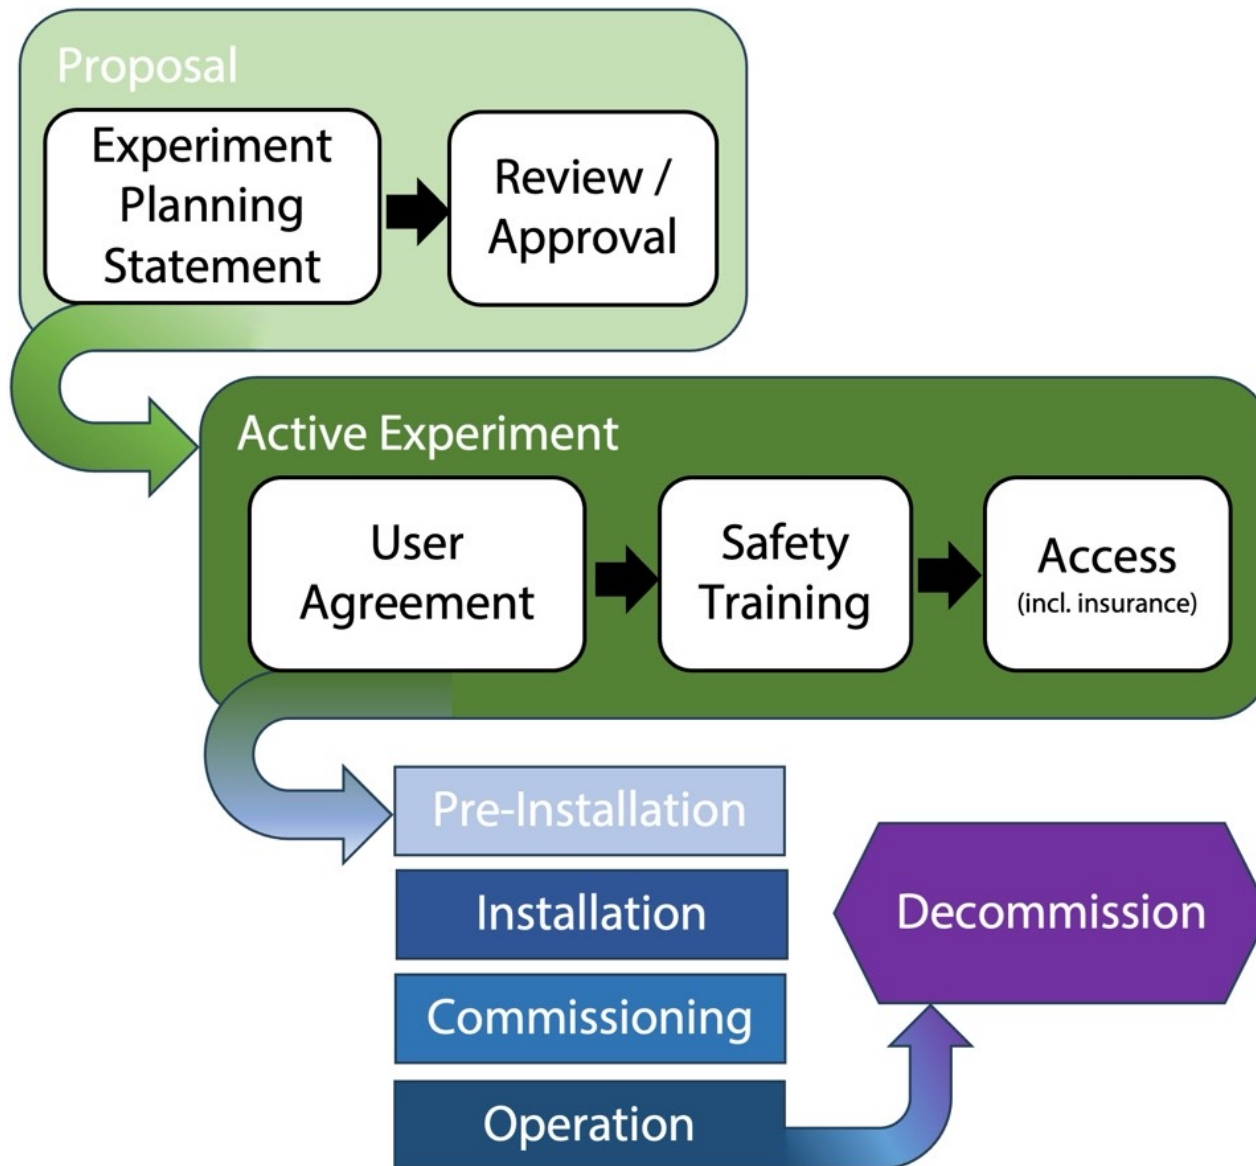 Proposal
Experiment
Planning
Statement
Review /
Approval
Active Experiment
User
Agreement
Safety
Training
Access
(incl. insurance)
Pre-Installation
Installation
Commissioning
Operation
Decommission